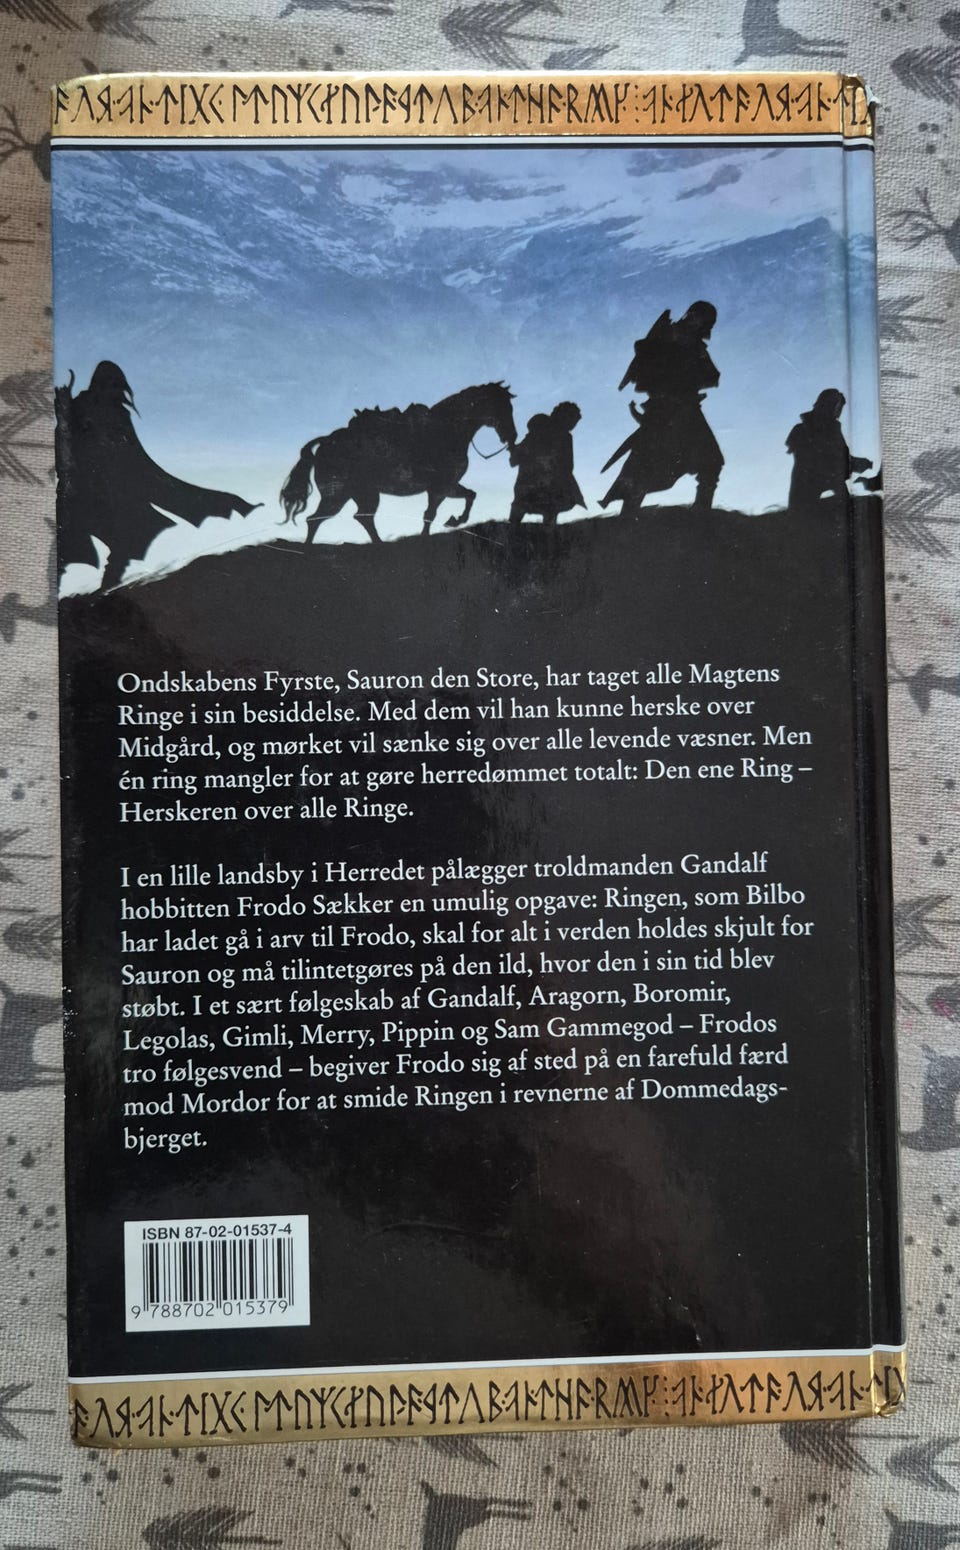 Ondskabens Fyrste, Sauron den Store, har taget alle Magtens
Ringe i sin besiddelse. Med dem vil han kunne herske over
Midgård, og mørket vil sænke sig over alle levende væsner. Men
én ring mangler for at gøre herredømmet totalt: Den ene Ring –
Herskeren over alle Ringe.
I en lille landsby i Herredet pålægger troldmanden Gandalf
hobbitten Frodo Sækker en umulig opgave: Ringen, som Bilbo
har ladet gå i arv til Frodo, skal for alt i verden holdes skjult for
Sauron og må tilintetgøres på den ild, hvor den i sin tid blev
støbt. I et sært følgeskab af Gandalf, Aragorn, Boromir,
Legolas, Gimli, Merry, Pippin og Sam Gammegod – Frodos
tro følgesvend – begiver Frodo sig af sted på en farefuld færd
mod Mordor for at smide Ringen i revnerne af Dommedags-
bjerget.
ISBN 87-02-01537-4
9 788702 015379